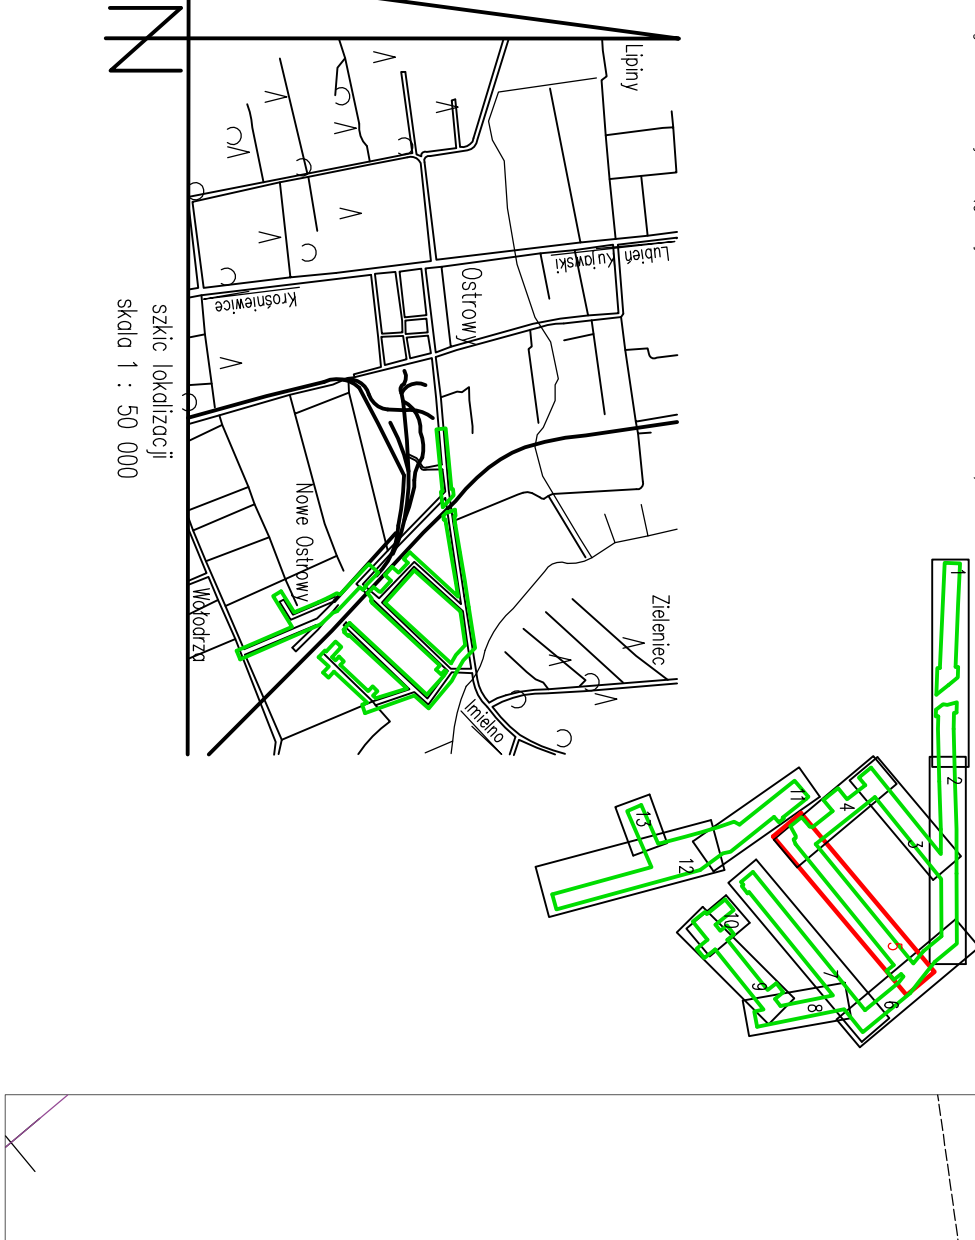 N
Lipiny
Lubień Kujawski
Krośniewice
Ostrowy
szkic lokalizacji
skala 1 : 50 000
Nowe Ostrowy
Wołodrza
Zieleniec
Imielno
1
2
3
4
5
6
7
8
9
10
11
12
13